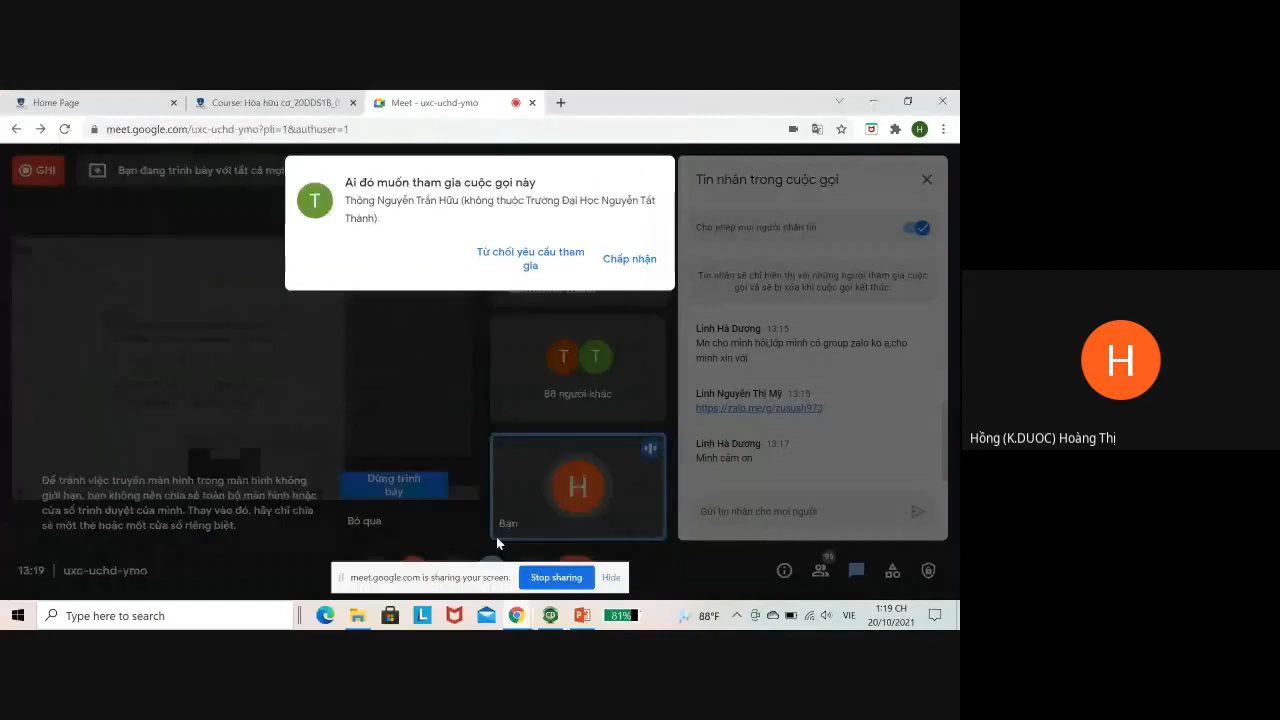 Home Page
Course: Hóa hữu cơ_20DDS1B_
Meet - uxc-uchd-ymo
meet.google.com/uxc-uchd-ymo?pli=1&authuser=1
H
GHI
Bạn đang trình bày với tất cả mọi
Ai đó muốn tham gia cuộc gọi này
T
Thông Nguyễn Trần Hữu (không thuộc Trường Đại Học Nguyễn Tất
Thành)
Từ chối yêu cầu tham
gia
Chấp nhận
Tin nhắn trong cuộc gọi
Cho phép mọi người nhắn tin
Tin nhắn sẽ chỉ hiển thị với những người tham gia cuộc
gọi và sẽ bị xóa khi cuộc gọi kết thúc.
Linh Hà Dương 13:15
Mn cho mình hỏi,lớp mình có group zalo ko ạ,cho
mình xin với
Linh Nguyễn Thị Mỹ 13:15
https://zalo.me/g/zusush973
Linh Hà Dương 13:17
Mình cảm ơn
Gửi tin nhắn cho mọi người
T T
88 người khác
H
Bạn
Để tránh việc truyền màn hình trong màn hình không
giới hạn, bạn không nên chia sẻ toàn bộ màn hình hoặc
cửa sổ trình duyệt của mình. Thay vào đó, hãy chỉ chia
sẻ một thẻ hoặc một cửa sổ riêng biệt.
Dừng trình
bày
Bỏ qua
13:19 | uxc-uchd-ymo
96
meet.google.com is sharing your screen.
Stop sharing
Hide
Type here to search
L
81%
88°F
VIE
1:19 CH
20/10/2021
H
Hồng (K.DUOC) Hoàng Thị